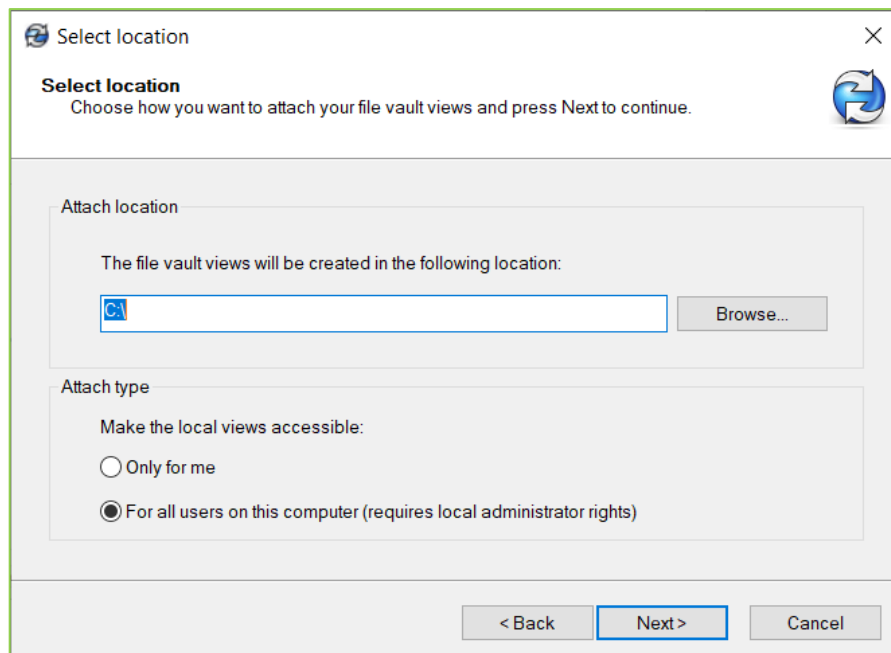 Select location
Select location
Choose how you want to attach your file vault views and press Next to continue.
Attach location
The file vault views will be created in the following location:
C:\
Browse...
Attach type
Make the local views accessible:
Only for me
For all users on this computer (requires local administrator rights)
< Back
Next >
Cancel